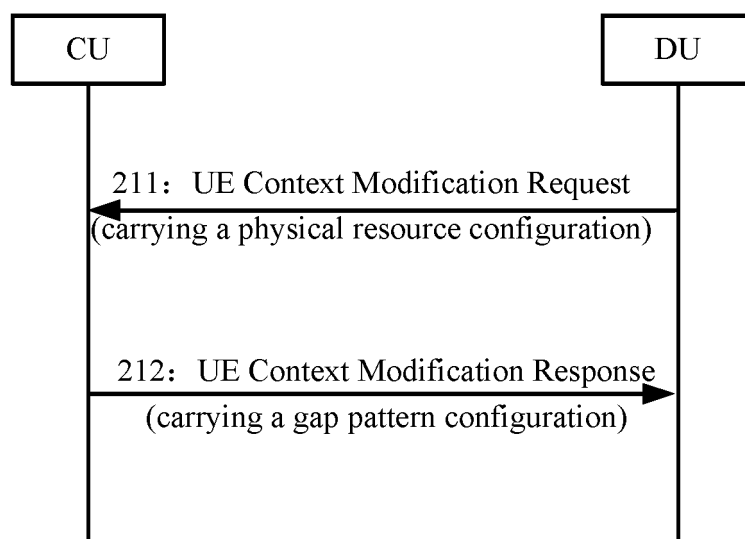 CU
DU
211：UE Context Modification Request
(carrying a physical resource configuration)
212：UE Context Modification Response
(carrying a gap pattern configuration)